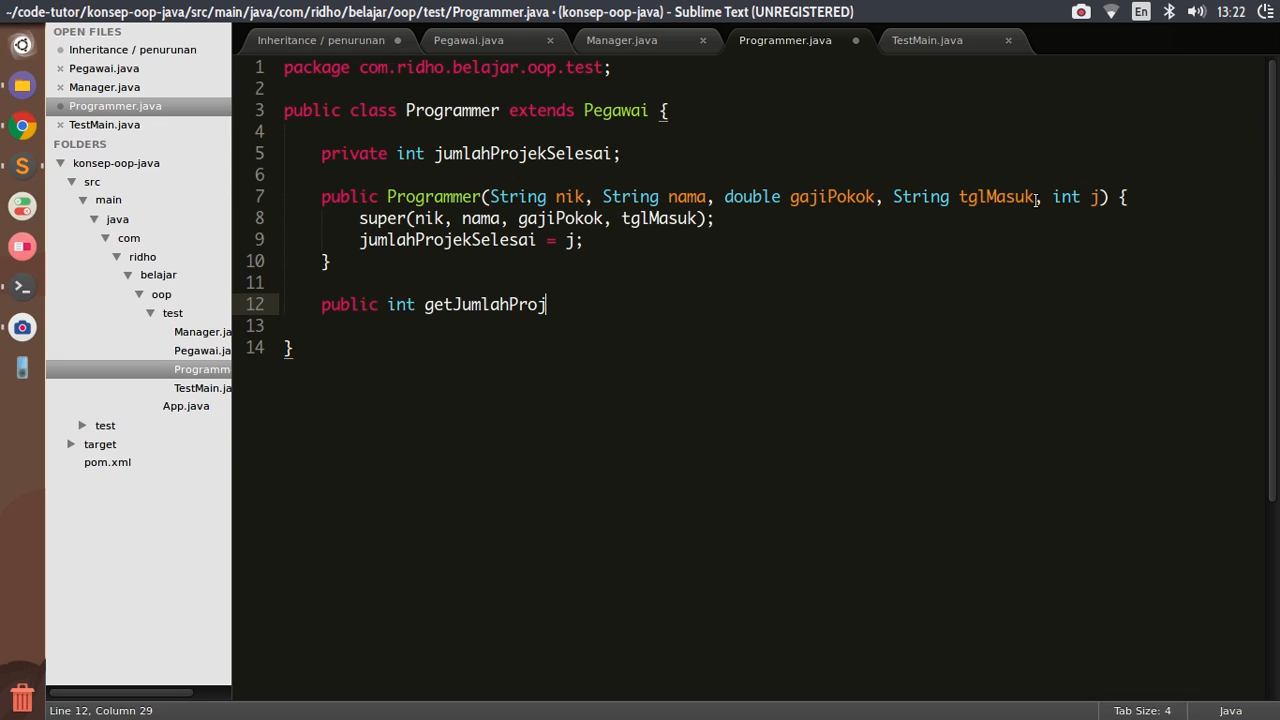 ~/code-tutor/konsep-oop-java/src/main/java/com/ridho/belajar/oop/test/Programmer.java • (konsep-oop-java) - Sublime Text (UNREGISTERED)
En
13:22
OPEN FILES
Inheritance / penurunan
Pegawai.java
Manager.java
Programmer.java
TestMain.java
FOLDERS
konsep-oop-java
src
main
java
com
ridho
belajar
oop
test
Manager.ja
Pegawai.ja
Programm
TestMain.ja
App.java
test
target
pom.xml
Inheritance / penurunan
Pegawai.java
Manager.java
Programmer.java
TestMain.java
1 package com.ridho.belajar.oop.test;
2
3 public class Programmer extends Pegawai {
4
5 private int jumlahProjekSelesai;
6
7 public Programmer(String nik, String nama, double gajiPokok, String tglMasuk, int j) {
8 super(nik, nama, gajiPokok, tglMasuk);
9 jumlahProjekSelesai = j;
10 }
11
12 public int getJumlahProj
13
14 }
Line 12, Column 29
Tab Size: 4
Java